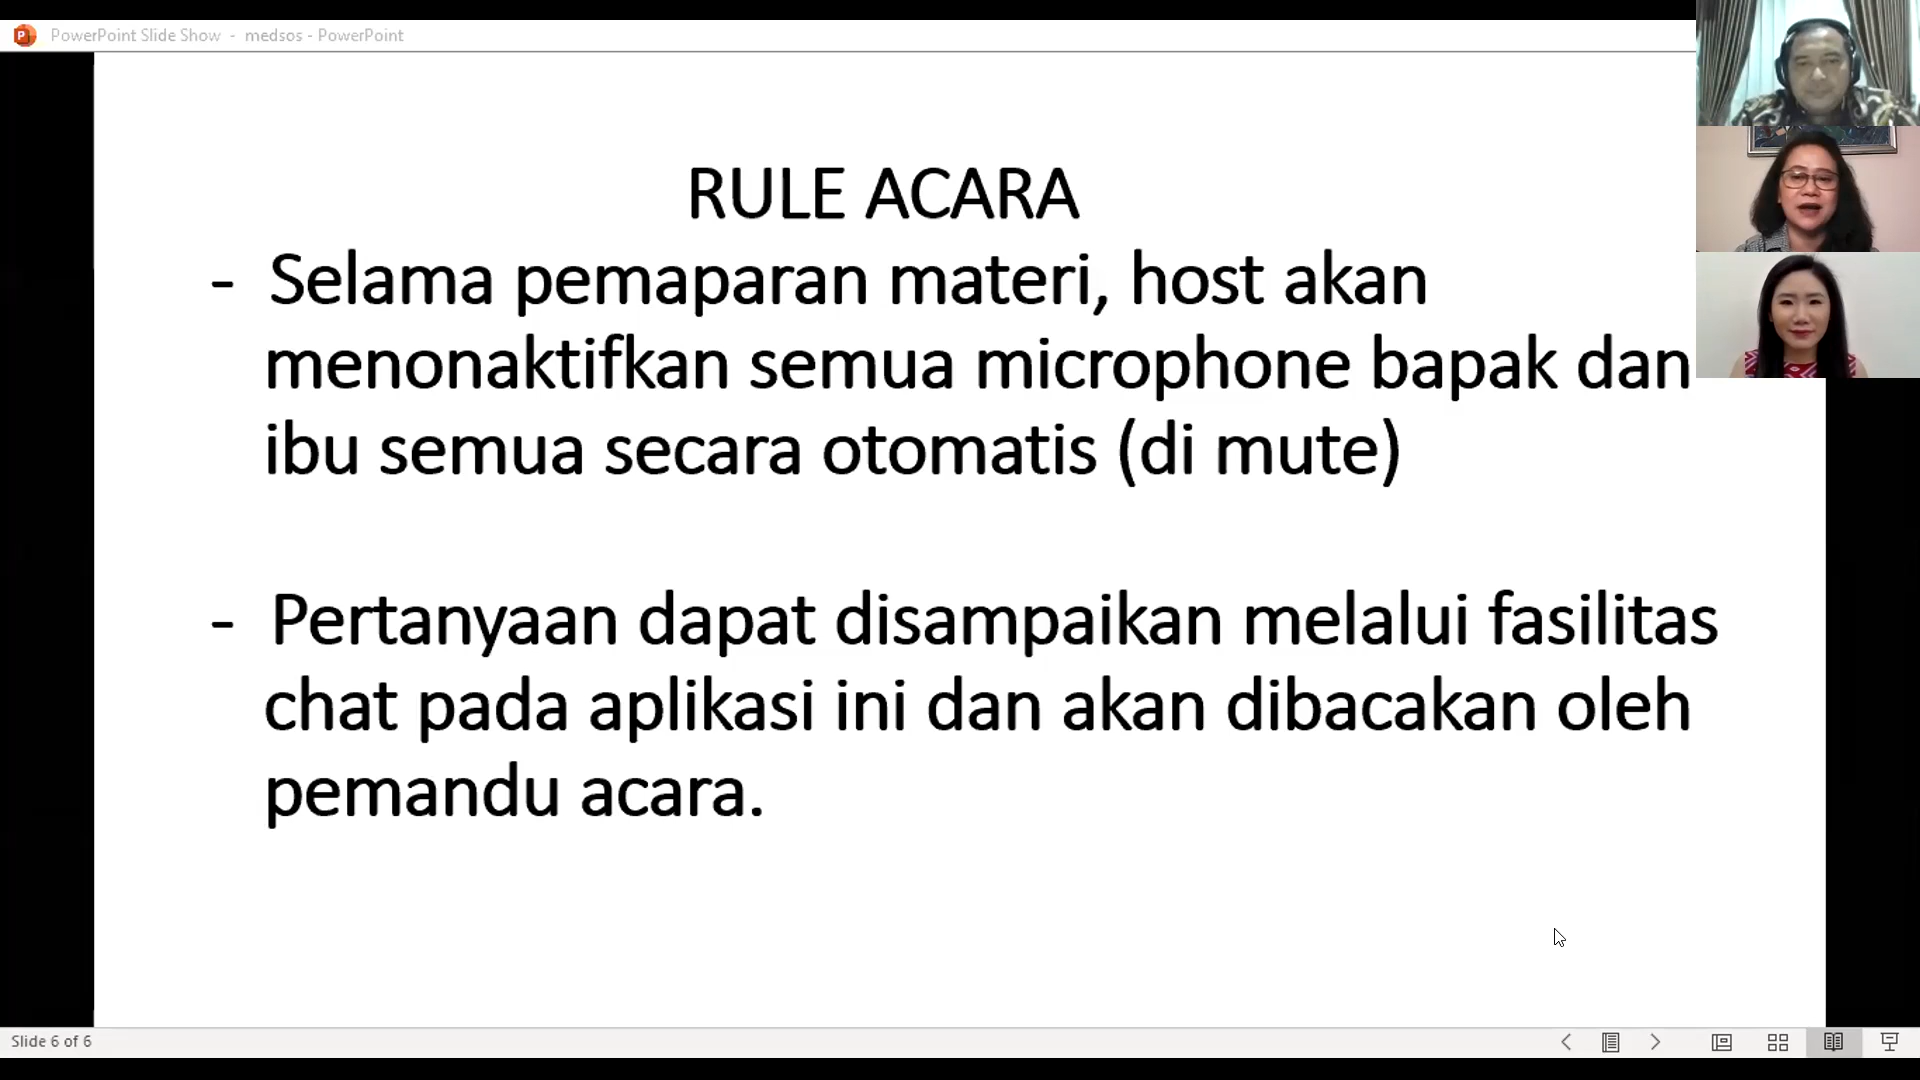 PowerPoint Slide Show - medsos - PowerPoint
RULE ACARA
- Selama pemaparan materi, host akan
menonaktifkan semua microphone bapak dan
ibu semua secara otomatis (di mute)
- Pertanyaan dapat disampaikan melalui fasilitas
chat pada aplikasi ini dan akan dibacakan oleh
pemandu acara.
Slide 6 of 6